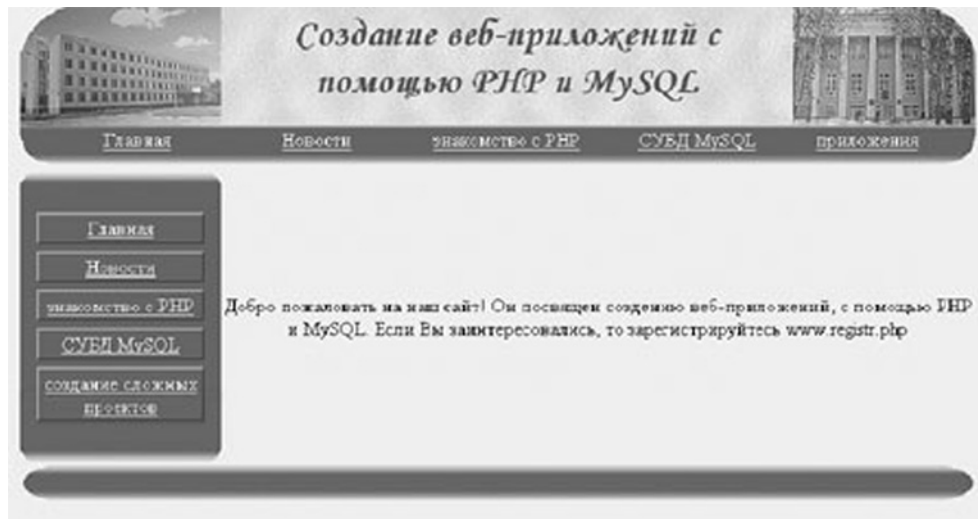 Создание веб-приложений с
помощью PHP и MySQL
Главная Новости знакомство с PHP СУБД MySQL приложения
Главная
Новости
знакомство с PHP
СУБД MySQL
создание сложных
проектов
Добро пожаловать на наш сайт! Он посвящен создению веб-приложений, с помощью PHP
и MySQL. Если Вы заинтересовались, то зарегистрируйтесь www.registr.php